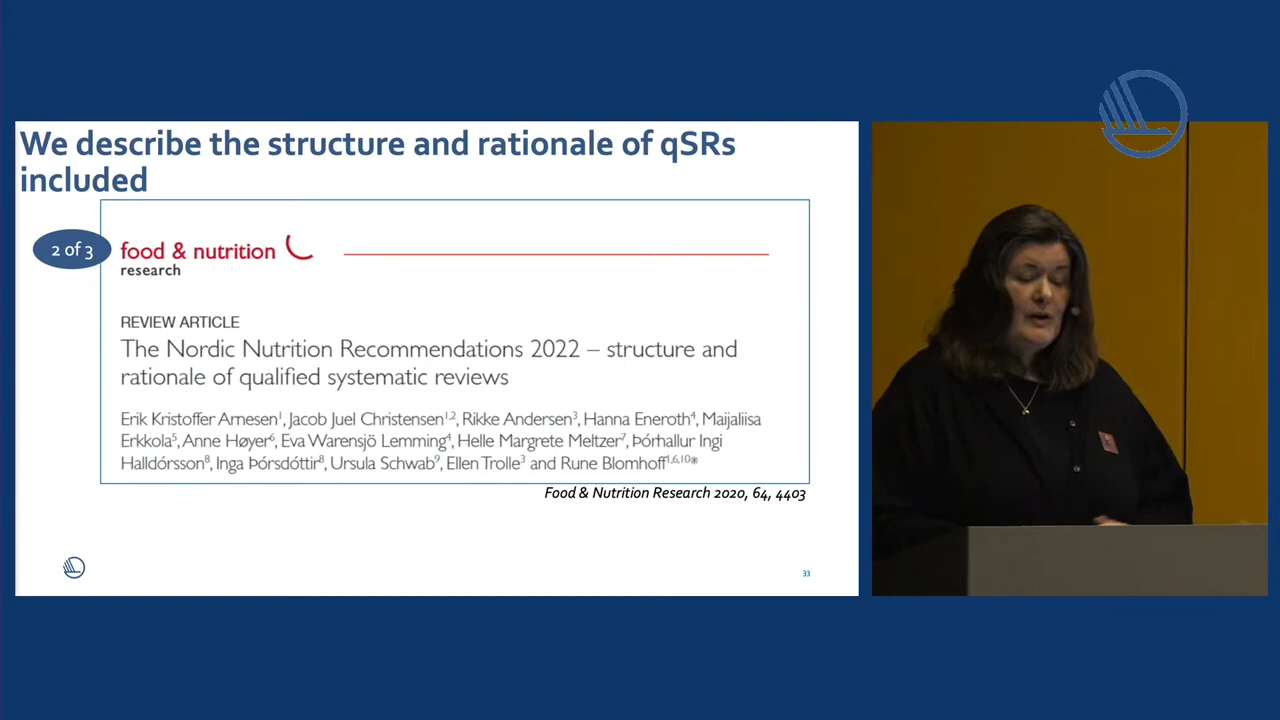 We describe the structure and rationale of qSRs
included
2 of 3
food & nutrition
research
REVIEW ARTICLE
The Nordic Nutrition Recommendations 2022 – structure and
rationale of qualified systematic reviews
Erik Kristoffer Arnesen¹, Jacob Juel Christensen¹,², Rikke Andersen³, Hanna Eneroth⁴, Maijaliisa
Erkkola⁵, Anne Høyer⁶, Eva Warensjö Lemming⁴, Helle Margrete Meltzer⁷, Þórhallur Ingi
Halldórsson⁸, Inga Þórsdóttir⁸, Ursula Schwab⁹, Ellen Trolle³ and Rune Blomhoff¹,⁶,¹⁰*
Food & Nutrition Research 2020, 64, 4403
33